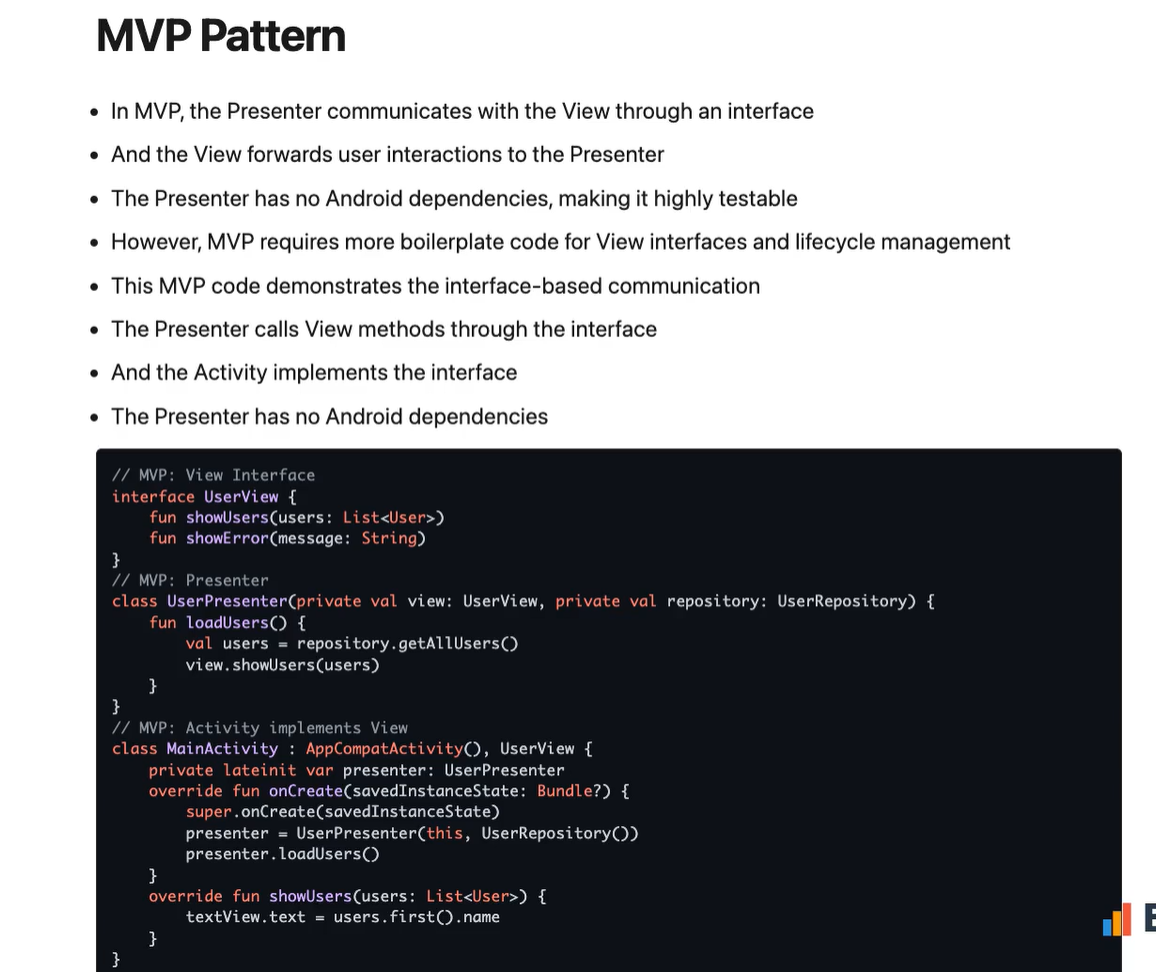 MVP Pattern
• In MVP, the Presenter communicates with the View through an interface
• And the View forwards user interactions to the Presenter
• The Presenter has no Android dependencies, making it highly testable
• However, MVP requires more boilerplate code for View interfaces and lifecycle management
• This MVP code demonstrates the interface-based communication
• The Presenter calls View methods through the interface
• And the Activity implements the interface
• The Presenter has no Android dependencies
// MVP: View Interface
interface UserView {
    fun showUsers(users: List<User>)
    fun showError(message: String)
}
// MVP: Presenter
class UserPresenter(private val view: UserView, private val repository: UserRepository) {
    fun loadUsers() {
        val users = repository.getAllUsers()
        view.showUsers(users)
    }
}
// MVP: Activity implements View
class MainActivity : AppCompatActivity(), UserView {
    private lateinit var presenter: UserPresenter
    override fun onCreate(savedInstanceState: Bundle?) {
        super.onCreate(savedInstanceState)
        presenter = UserPresenter(this, UserRepository())
        presenter.loadUsers()
    }
    override fun showUsers(users: List<User>) {
        textView.text = users.first().name
    }
}